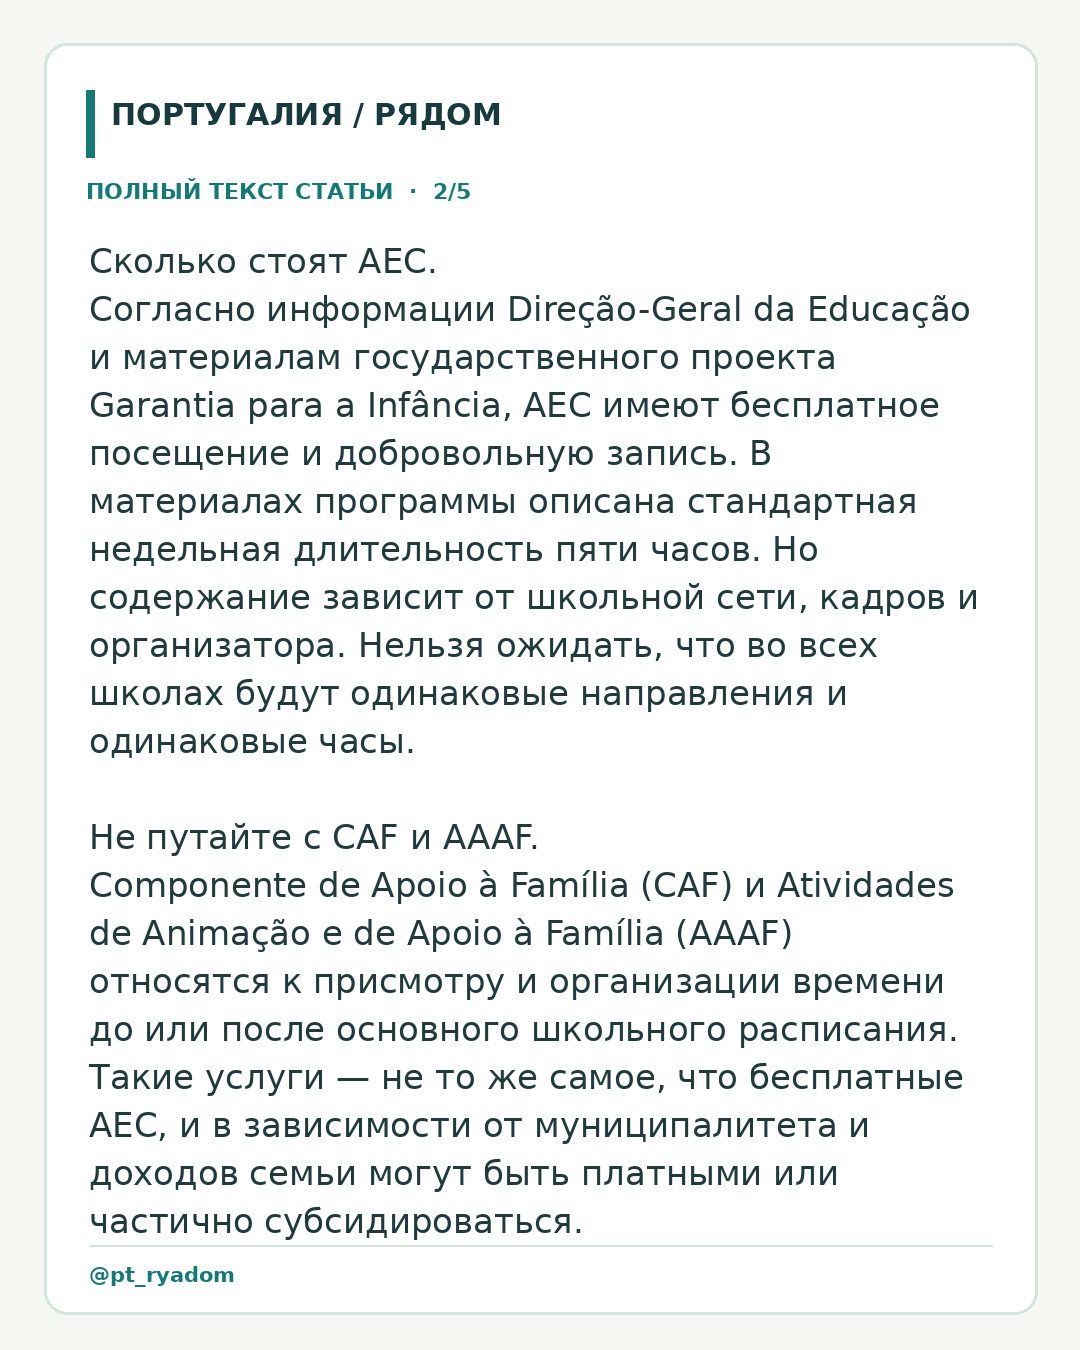 ПОРТУГАЛИЯ / РЯДОМ
ПОЛНЫЙ ТЕКСТ СТАТЬИ · 2/5
Сколько стоят AEC.
Согласно информации Direção-Geral da Educação
и материалам государственного проекта
Garantia para a Infância, AEC имеют бесплатное
посещение и добровольную запись. В
материалах программы описана стандартная
недельная длительность пяти часов. Но
содержание зависит от школьной сети, кадров и
организатора. Нельзя ожидать, что во всех
школах будут одинаковые направления и
одинаковые часы.
Не путайте с CAF и AAAF.
Componente de Apoio à Família (CAF) и Atividades
de Animação e de Apoio à Família (AAAF)
относятся к присмотру и организации времени
до или после основного школьного расписания.
Такие услуги — не то же самое, что бесплатные
AEC, и в зависимости от муниципалитета и
доходов семьи могут быть платными или
частично субсидироваться.
@pt_ryadom